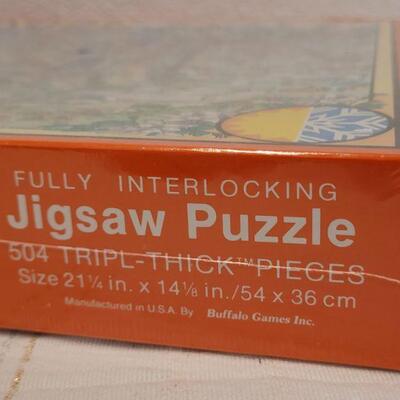 FULLY INTERLOCKING
Jigsaw Puzzle
504 TRIPL-THICK™ PIECES
Size 21¼ in. x 14⅛ in./54 x 36 cm
Manufactured in U.S.A. By Buffalo Games Inc.